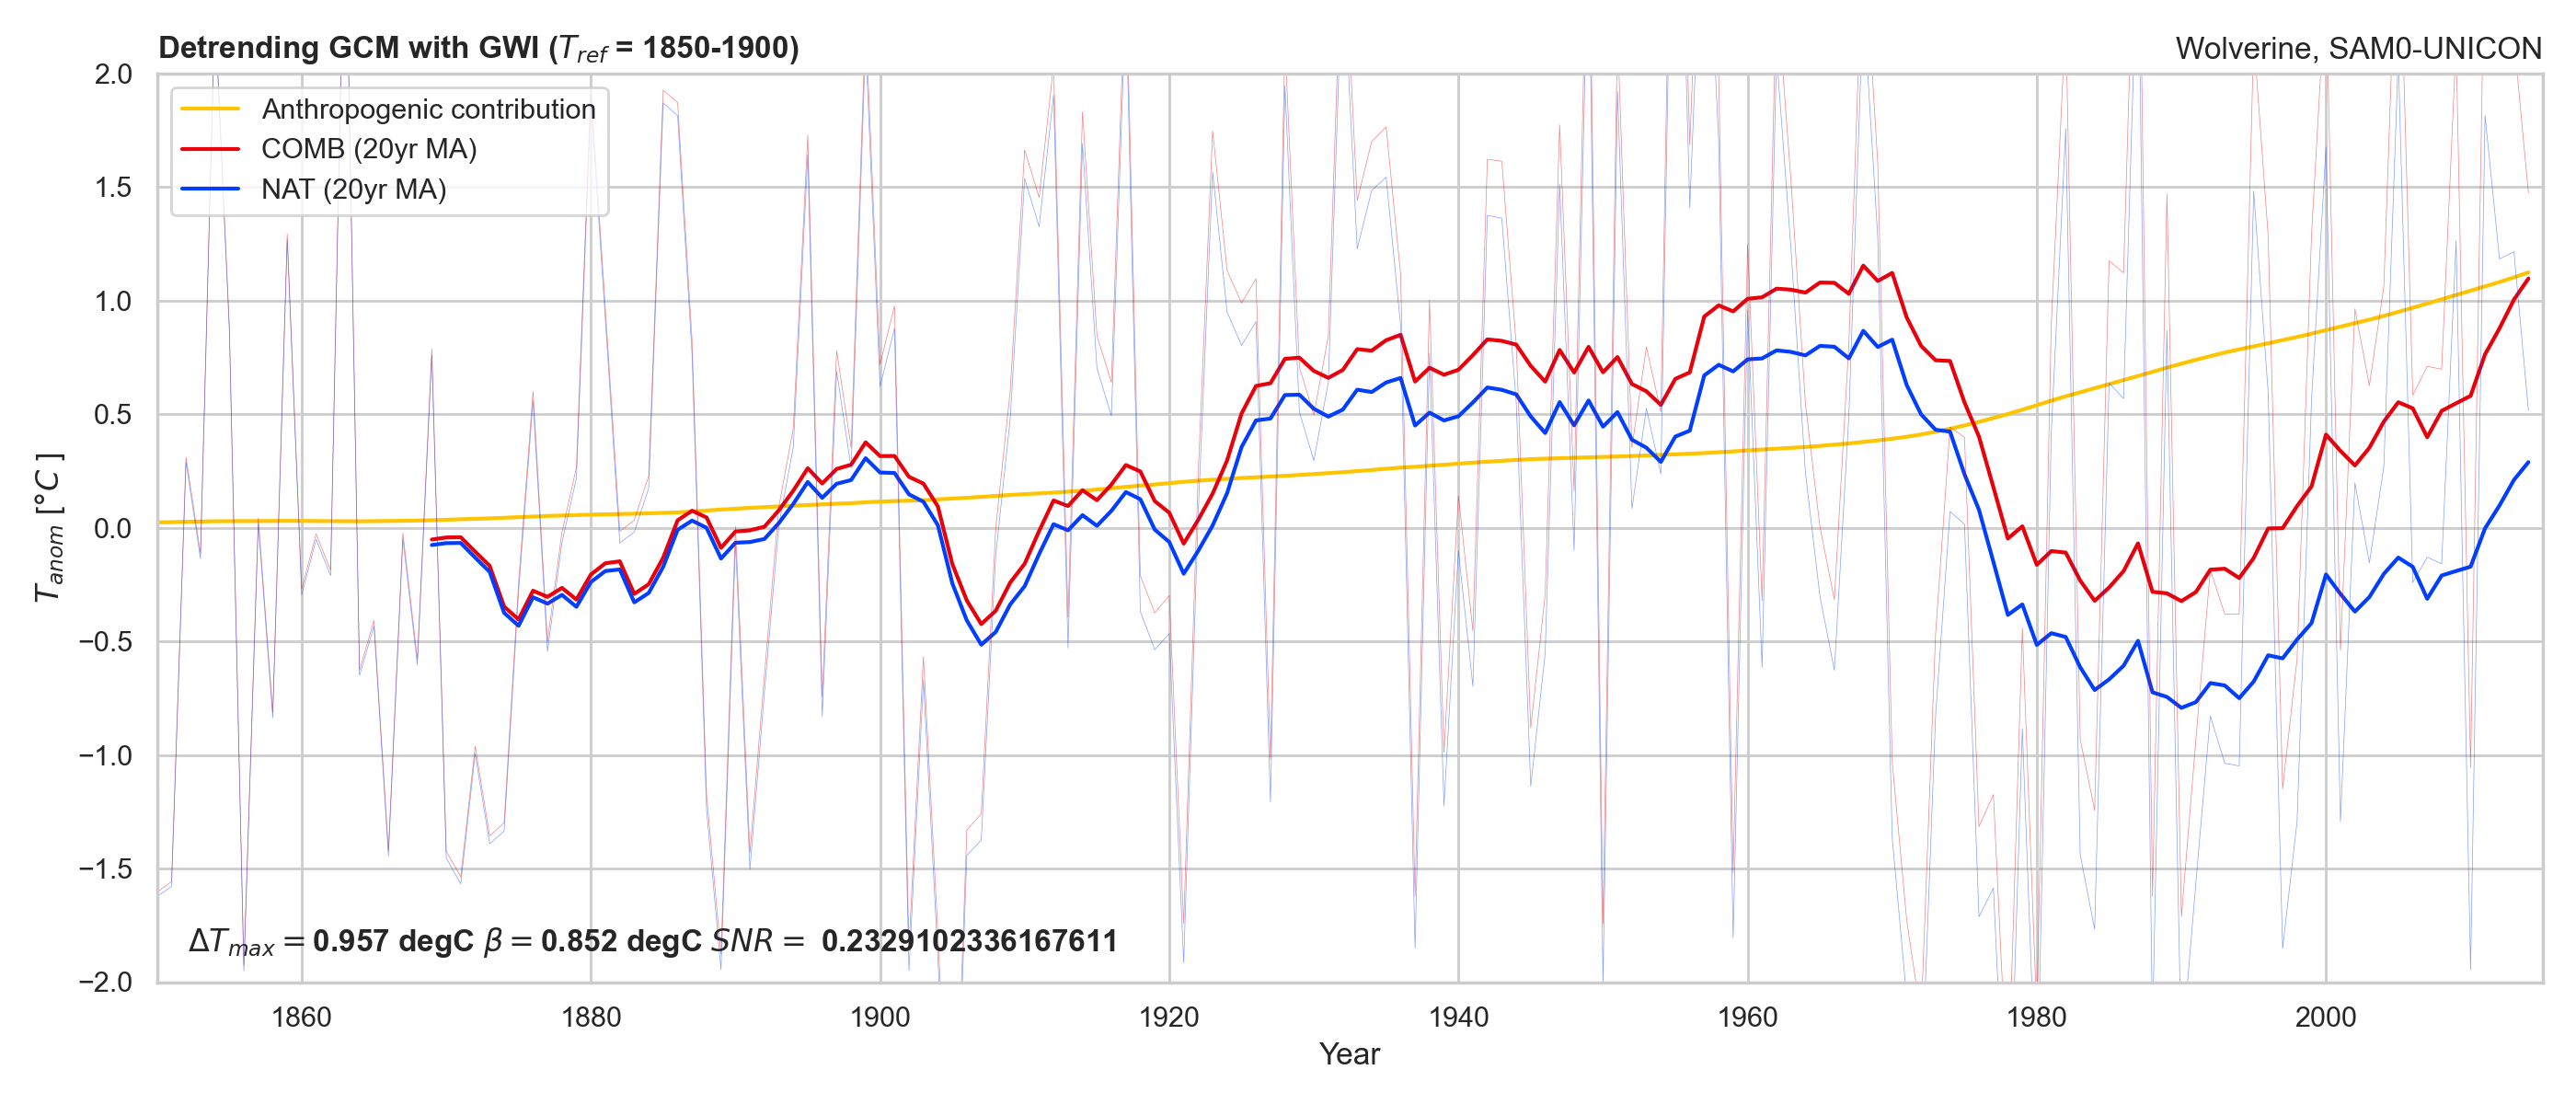 Detrending GCM with GWI (T_ref = 1850-1900)
Wolverine, SAM0-UNICON
Anthropogenic contribution
COMB (20yr MA)
NAT (20yr MA)
2.0
1.5
1.0
0.5
0.0
−0.5
−1.0
−1.5
−2.0
T_anom [°C ]
ΔT_max = 0.957 degC β = 0.852 degC SNR = 0.2329102336167611
1860 1880 1900 1920 1940 1960 1980 2000
Year